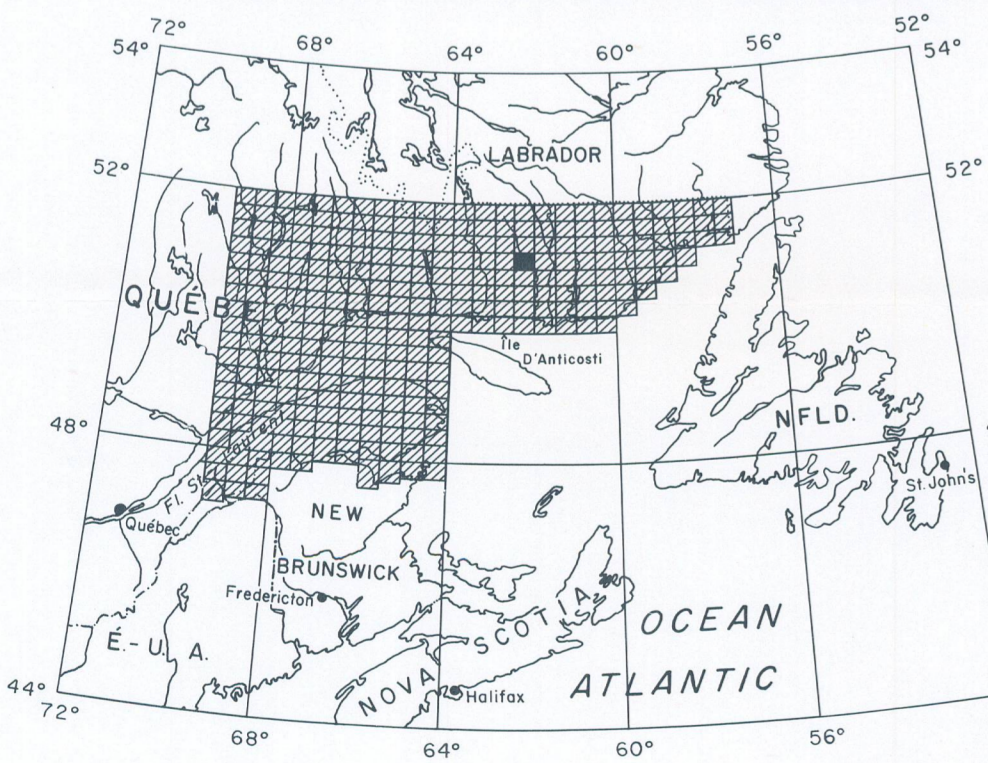 72°
68°
64°
60°
56°
52°
54°
54°
LABRADOR
52°
52°
QUÉBEC
Île
D'Anticosti
48°
NFLD.
St. John's
Fl. St. Laurent
Québec
NEW
BRUNSWICK
Fredericton
É.-U. A.
NOVA SCOTIA
OCEAN
ATLANTIC
Halifax
44°
72°
68°
64°
60°
56°